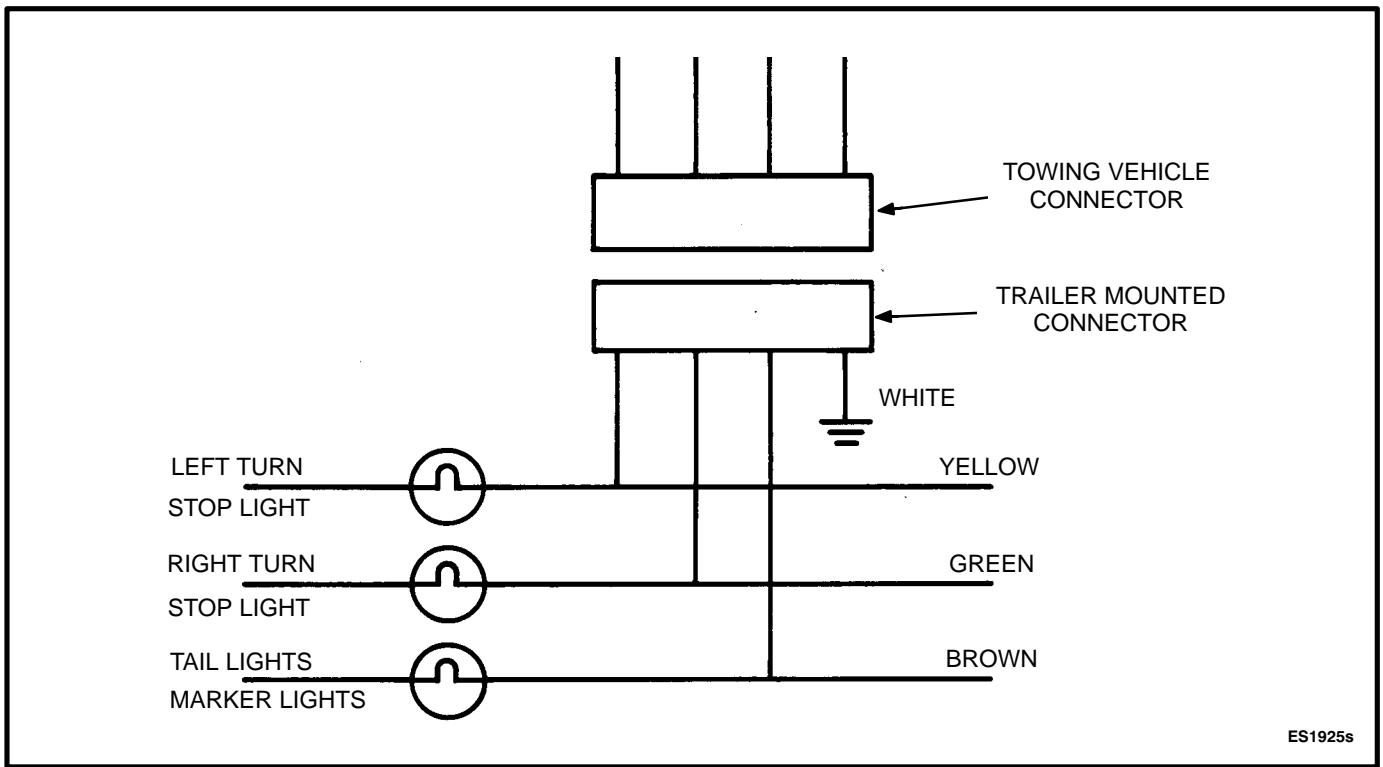 TOWING VEHICLE
CONNECTOR
TRAILER MOUNTED
CONNECTOR
WHITE
LEFT TURN
YELLOW
STOP LIGHT
RIGHT TURN
GREEN
STOP LIGHT
TAIL LIGHTS
BROWN
MARKER LIGHTS
ES1925s